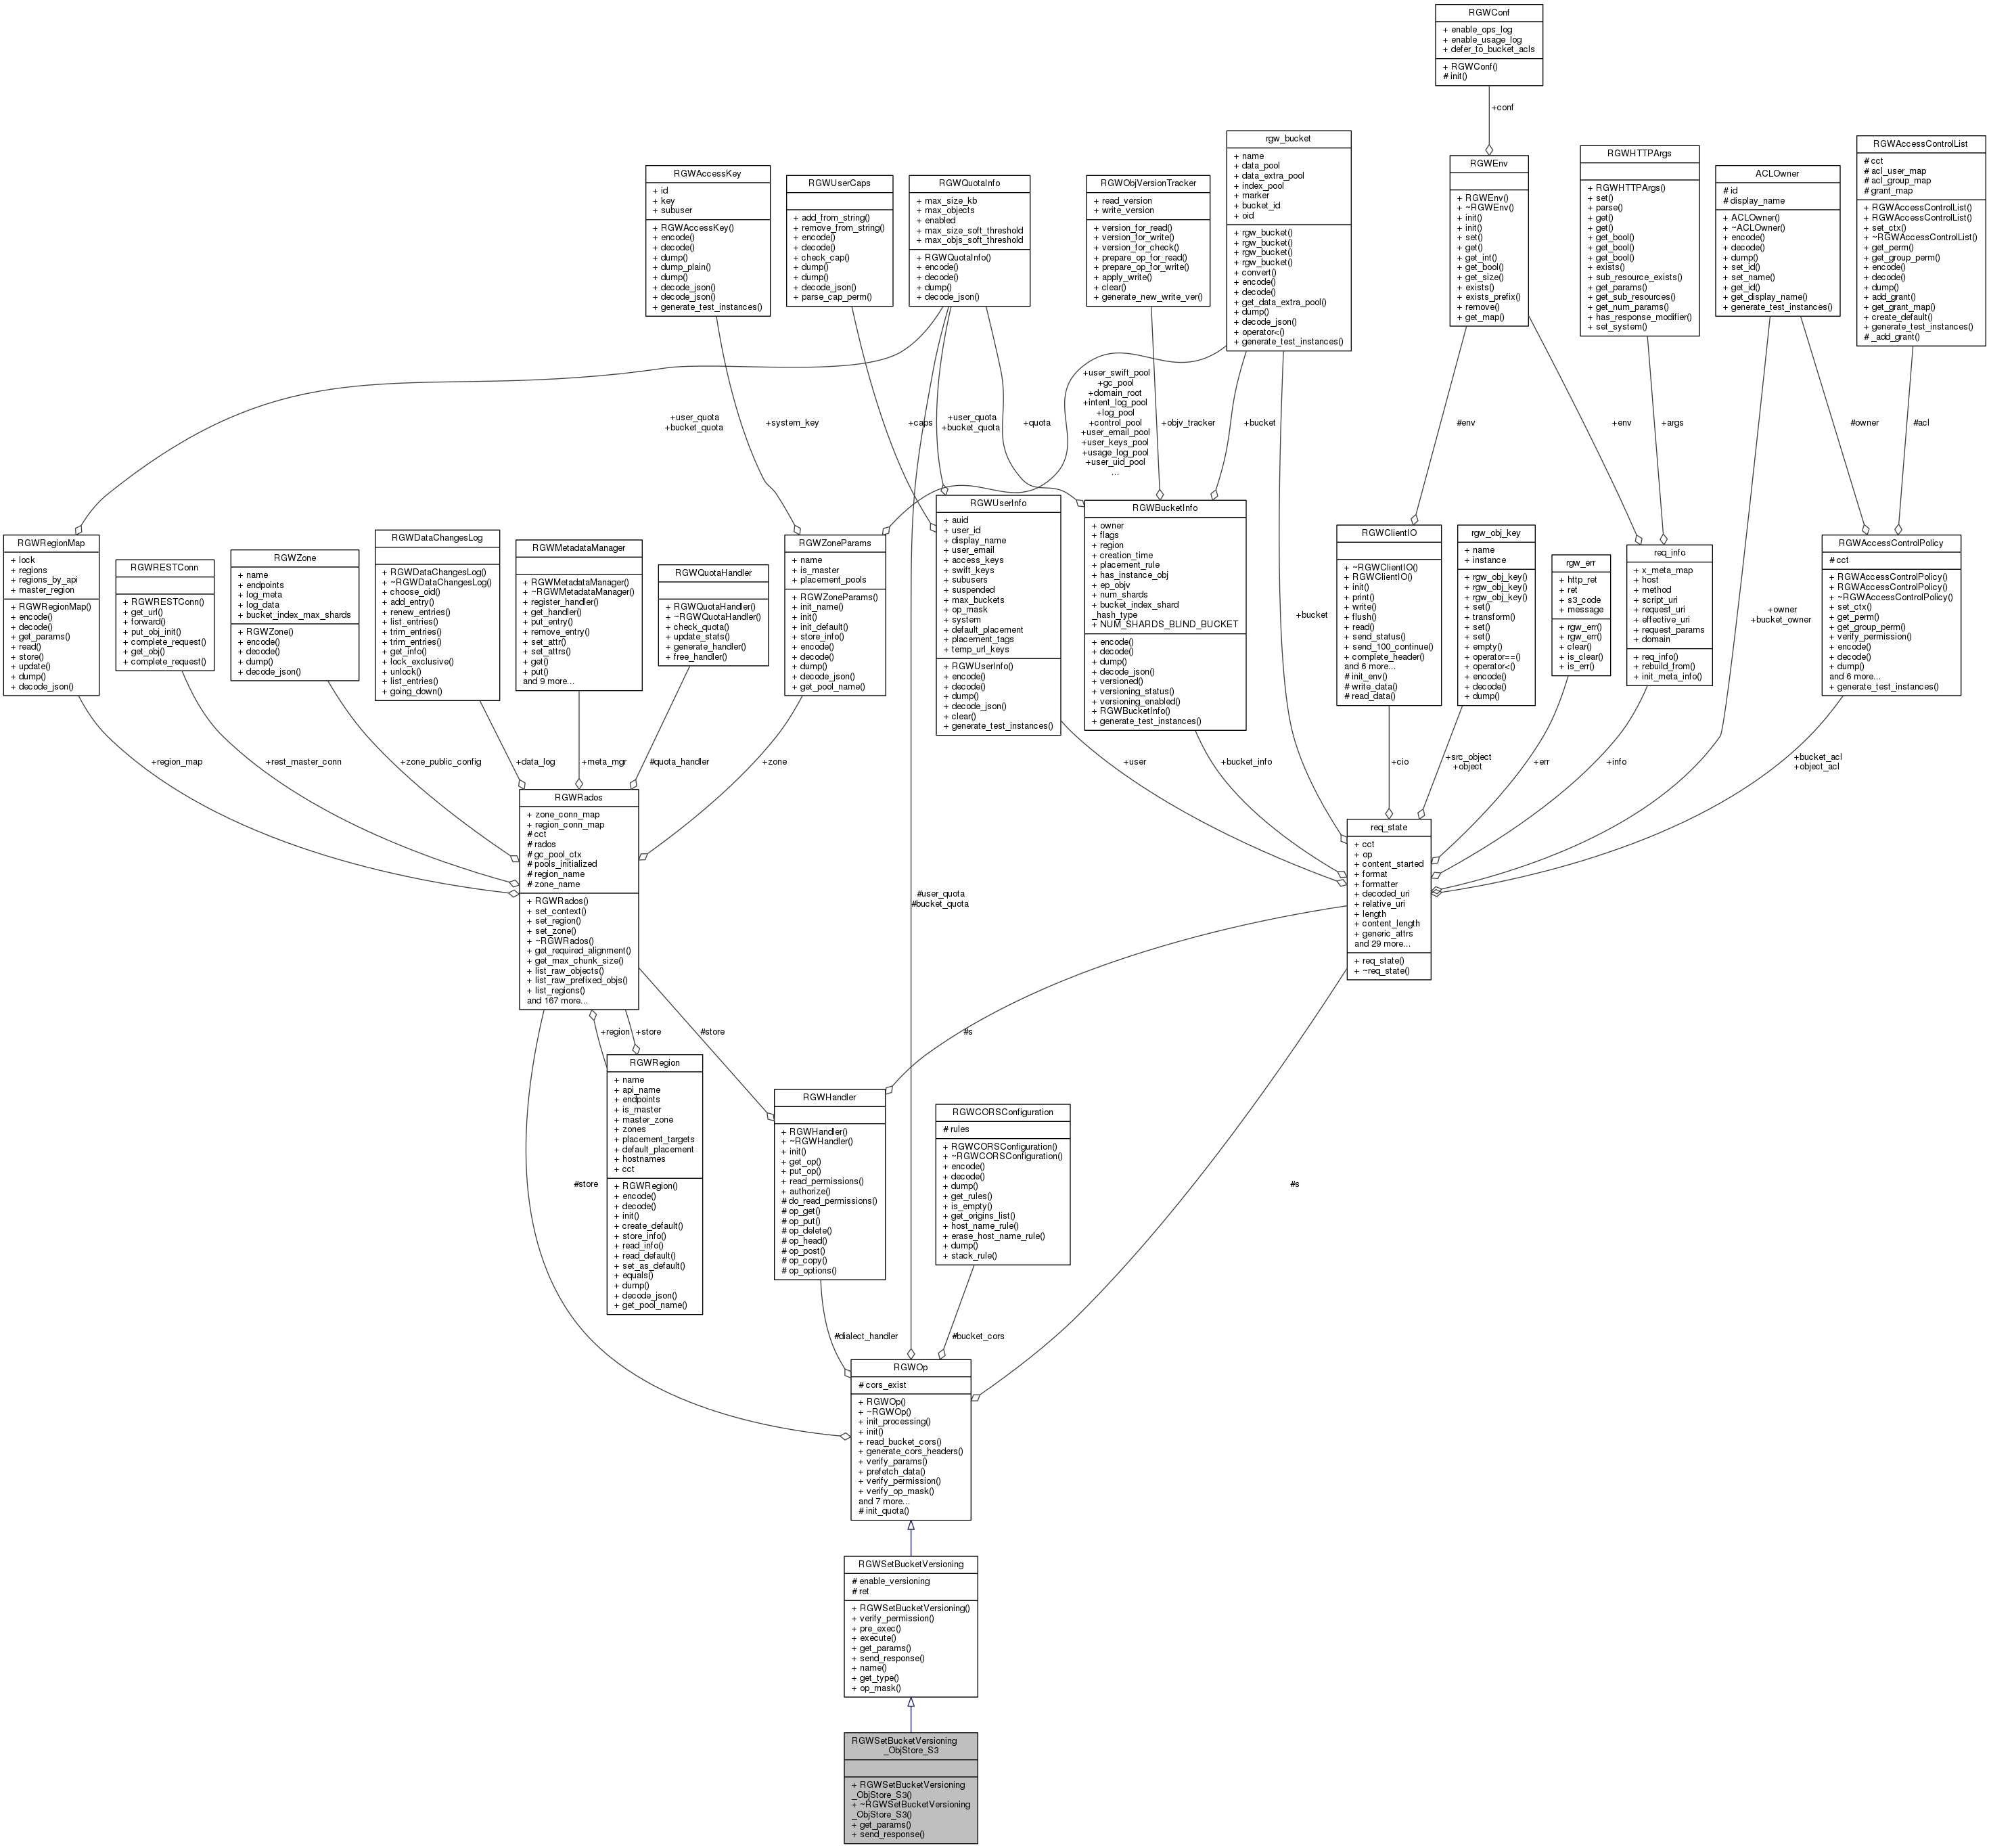 RGWConf
+ enable_ops_log
+ enable_usage_log
+ defer_to_bucket_acls
+ RGWConf()
# init()
+conf
rgw_bucket
+ name
+ data_pool
+ data_extra_pool
+ index_pool
+ marker
+ bucket_id
+ oid
+ rgw_bucket()
+ rgw_bucket()
+ rgw_bucket()
+ rgw_bucket()
+ convert()
+ encode()
+ decode()
+ get_data_extra_pool()
+ dump()
+ decode_json()
+ operator<()
+ generate_test_instances()
RGWAccessControlList
# cct
# acl_user_map
# acl_group_map
# grant_map
+ RGWAccessControlList()
+ RGWAccessControlList()
+ set_ctx()
+ ~RGWAccessControlList()
+ get_perm()
+ get_group_perm()
+ encode()
+ decode()
+ dump()
+ add_grant()
+ get_grant_map()
+ create_default()
+ generate_test_instances()
# _add_grant()
RGWHTTPArgs
+ RGWHTTPArgs()
+ set()
+ parse()
+ get()
+ get()
+ get_bool()
+ get_bool()
+ get_bool()
+ exists()
+ sub_resource_exists()
+ get_params()
+ get_sub_resources()
+ get_num_params()
+ has_response_modifier()
+ set_system()
RGWEnv
+ RGWEnv()
+ ~RGWEnv()
+ init()
+ init()
+ set()
+ get()
+ get_int()
+ get_bool()
+ get_size()
+ exists()
+ exists_prefix()
+ remove()
+ get_map()
ACLOwner
# id
# display_name
+ ACLOwner()
+ ~ACLOwner()
+ encode()
+ decode()
+ dump()
+ set_id()
+ set_name()
+ get_id()
+ get_display_name()
+ generate_test_instances()
RGWAccessKey
+ id
+ key
+ subuser
+ RGWAccessKey()
+ encode()
+ decode()
+ dump()
+ dump_plain()
+ dump()
+ decode_json()
+ decode_json()
+ generate_test_instances()
RGWUserCaps
+ add_from_string()
+ remove_from_string()
+ encode()
+ decode()
+ check_cap()
+ dump()
+ dump()
+ decode_json()
+ parse_cap_perm()
RGWQuotaInfo
+ max_size_kb
+ max_objects
+ enabled
+ max_size_soft_threshold
+ max_objs_soft_threshold
+ RGWQuotaInfo()
+ encode()
+ decode()
+ dump()
+ decode_json()
RGWObjVersionTracker
+ read_version
+ write_version
+ version_for_read()
+ version_for_write()
+ version_for_check()
+ prepare_op_for_read()
+ prepare_op_for_write()
+ apply_write()
+ clear()
+ generate_new_write_ver()
+user_quota
+bucket_quota
+system_key
+caps
+user_quota
+bucket_quota
+quota
+user_swift_pool
+gc_pool
+domain_root
+intent_log_pool
+log_pool
+control_pool
+user_email_pool
+user_keys_pool
+usage_log_pool
+user_uid_pool
...
+objv_tracker
+bucket
#env
+env
+args
#owner
#acl
RGWRegionMap
+ lock
+ regions
+ regions_by_api
+ master_region
+ RGWRegionMap()
+ encode()
+ decode()
+ get_params()
+ read()
+ store()
+ update()
+ dump()
+ decode_json()
RGWRESTConn
+ RGWRESTConn()
+ get_url()
+ forward()
+ put_obj_init()
+ complete_request()
+ get_obj()
+ complete_request()
RGWZone
+ name
+ endpoints
+ log_meta
+ log_data
+ bucket_index_max_shards
+ RGWZone()
+ encode()
+ decode()
+ dump()
+ decode_json()
RGWDataChangesLog
+ RGWDataChangesLog()
+ ~RGWDataChangesLog()
+ choose_oid()
+ add_entry()
+ renew_entries()
+ list_entries()
+ trim_entries()
+ trim_entries()
+ get_info()
+ lock_exclusive()
+ unlock()
+ list_entries()
+ going_down()
RGWMetadataManager
+ RGWMetadataManager()
+ ~RGWMetadataManager()
+ register_handler()
+ get_handler()
+ put_entry()
+ remove_entry()
+ set_attr()
+ set_attrs()
+ get()
+ put()
and 9 more...
RGWQuotaHandler
+ RGWQuotaHandler()
+ ~RGWQuotaHandler()
+ check_quota()
+ update_stats()
+ generate_handler()
+ free_handler()
RGWZoneParams
+ name
+ is_master
+ placement_pools
+ RGWZoneParams()
+ init_name()
+ init()
+ init_default()
+ store_info()
+ encode()
+ decode()
+ dump()
+ decode_json()
+ get_pool_name()
RGWUserInfo
+ auid
+ user_id
+ display_name
+ user_email
+ access_keys
+ swift_keys
+ subusers
+ suspended
+ max_buckets
+ op_mask
+ system
+ default_placement
+ placement_tags
+ temp_url_keys
+ RGWUserInfo()
+ encode()
+ decode()
+ dump()
+ decode_json()
+ clear()
+ generate_test_instances()
RGWBucketInfo
+ owner
+ flags
+ region
+ creation_time
+ placement_rule
+ has_instance_obj
+ ep_objv
+ num_shards
+ bucket_index_shard
_hash_type
+ NUM_SHARDS_BLIND_BUCKET
+ encode()
+ decode()
+ dump()
+ decode_json()
+ versioned()
+ versioning_status()
+ versioning_enabled()
+ RGWBucketInfo()
+ generate_test_instances()
RGWClientIO
+ ~RGWClientIO()
+ RGWClientIO()
+ init()
+ print()
+ write()
+ flush()
+ read()
+ send_status()
+ send_100_continue()
+ complete_header()
and 6 more...
# init_env()
# write_data()
# read_data()
rgw_obj_key
+ name
+ instance
+ rgw_obj_key()
+ rgw_obj_key()
+ rgw_obj_key()
+ set()
+ transform()
+ set()
+ set()
+ empty()
+ operator==()
+ operator<()
+ encode()
+ decode()
+ dump()
rgw_err
+ http_ret
+ ret
+ s3_code
+ message
+ rgw_err()
+ rgw_err()
+ clear()
+ is_clear()
+ is_err()
req_info
+ x_meta_map
+ host
+ method
+ script_uri
+ request_uri
+ effective_uri
+ request_params
+ domain
+ req_info()
+ rebuild_from()
+ init_meta_info()
RGWAccessControlPolicy
# cct
+ RGWAccessControlPolicy()
+ RGWAccessControlPolicy()
+ ~RGWAccessControlPolicy()
+ set_ctx()
+ get_perm()
+ get_group_perm()
+ verify_permission()
+ encode()
+ decode()
+ dump()
and 6 more...
+ generate_test_instances()
+bucket
+owner
+bucket_owner
+region_map
+rest_master_conn
+zone_public_config
+data_log
+meta_mgr
#quota_handler
+zone
+user
+bucket_info
+cio
+src_object
+object
+err
+info
+bucket_acl
+object_acl
RGWRados
+ zone_conn_map
+ region_conn_map
# cct
# rados
# gc_pool_ctx
# pools_initialized
# region_name
# zone_name
+ RGWRados()
+ set_context()
+ set_region()
+ set_zone()
+ ~RGWRados()
+ get_required_alignment()
+ get_max_chunk_size()
+ list_raw_objects()
+ list_raw_prefixed_objs()
+ list_regions()
and 167 more...
req_state
+ cct
+ op
+ content_started
+ format
+ formatter
+ decoded_uri
+ relative_uri
+ length
+ content_length
+ generic_attrs
and 29 more...
+ req_state()
+ ~req_state()
#user_quota
#bucket_quota
+region
+store
#store
#s
RGWRegion
+ name
+ api_name
+ endpoints
+ is_master
+ master_zone
+ zones
+ placement_targets
+ default_placement
+ hostnames
+ cct
+ RGWRegion()
+ encode()
+ decode()
+ init()
+ create_default()
+ store_info()
+ read_info()
+ read_default()
+ set_as_default()
+ equals()
+ dump()
+ decode_json()
+ get_pool_name()
RGWHandler
+ RGWHandler()
+ ~RGWHandler()
+ init()
+ get_op()
+ put_op()
+ read_permissions()
+ authorize()
# do_read_permissions()
# op_get()
# op_put()
# op_delete()
# op_head()
# op_post()
# op_copy()
# op_options()
RGWCORSConfiguration
# rules
+ RGWCORSConfiguration()
+ ~RGWCORSConfiguration()
+ encode()
+ decode()
+ dump()
+ get_rules()
+ is_empty()
+ get_origins_list()
+ host_name_rule()
+ erase_host_name_rule()
+ dump()
+ stack_rule()
#store
#s
#dialect_handler
#bucket_cors
RGWOp
# cors_exist
+ RGWOp()
+ ~RGWOp()
+ init_processing()
+ init()
+ read_bucket_cors()
+ generate_cors_headers()
+ verify_params()
+ prefetch_data()
+ verify_permission()
+ verify_op_mask()
and 7 more...
# init_quota()
RGWSetBucketVersioning
# enable_versioning
# ret
+ RGWSetBucketVersioning()
+ verify_permission()
+ pre_exec()
+ execute()
+ get_params()
+ send_response()
+ name()
+ get_type()
+ op_mask()
RGWSetBucketVersioning
_ObjStore_S3
+ RGWSetBucketVersioning
_ObjStore_S3()
+ ~RGWSetBucketVersioning
_ObjStore_S3()
+ get_params()
+ send_response()